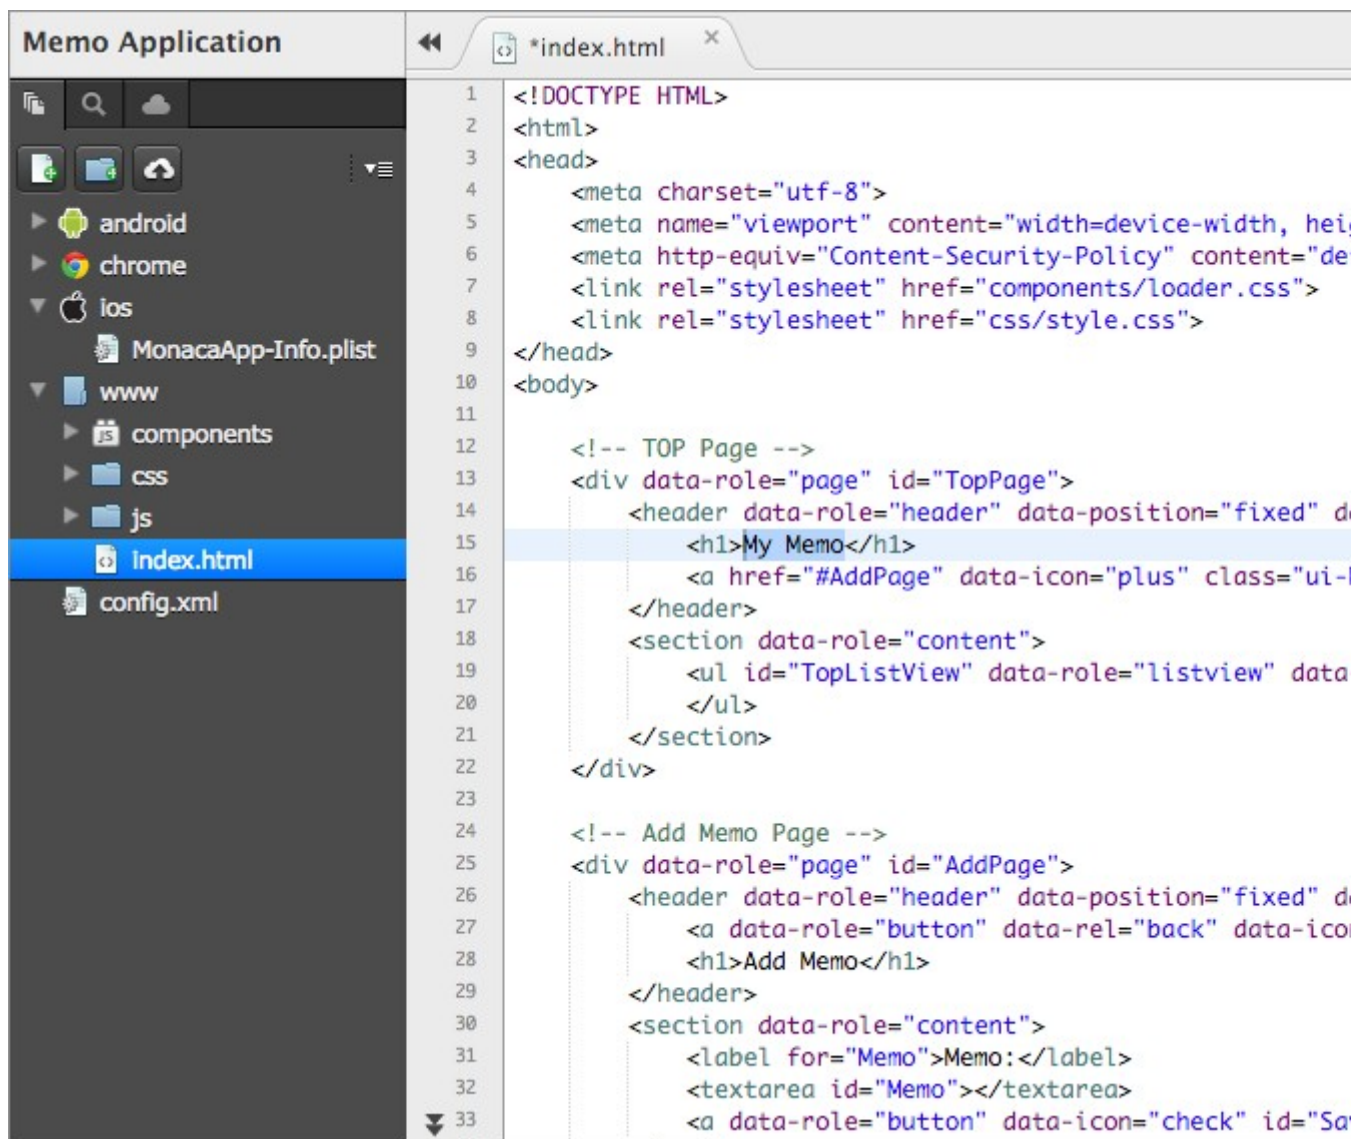 Memo Application
*index.html
android
chrome
ios
MonacaApp-Info.plist
www
components
css
js
index.html
config.xml
1 <!DOCTYPE HTML>
2 <html>
3 <head>
4 <meta charset="utf-8">
5 <meta name="viewport" content="width=device-width,
6 <meta http-equiv="Content-Security-Policy" content="
7 <link rel="stylesheet" href="components/loader.css">
8 <link rel="stylesheet" href="css/style.css">
9 </head>
10 <body>
11
12 <!-- TOP Page -->
13 <div data-role="page" id="TopPage">
14 <header data-role="header" data-position="fixed"
15 <h1>My Memo</h1>
16 <a href="#AddPage" data-icon="plus" class="ui-
17 </header>
18 <section data-role="content">
19 <ul id="TopListView" data-role="listview" data
20 </ul>
21 </section>
22 </div>
23
24 <!-- Add Memo Page -->
25 <div data-role="page" id="AddPage">
26 <header data-role="header" data-position="fixed"
27 <a data-role="button" data-rel="back" data-ico
28 <h1>Add Memo</h1>
29 </header>
30 <section data-role="content">
31 <label for="Memo">Memo:</label>
32 <textarea id="Memo"></textarea>
33 <a data-role="button" data-icon="check" id="Sa